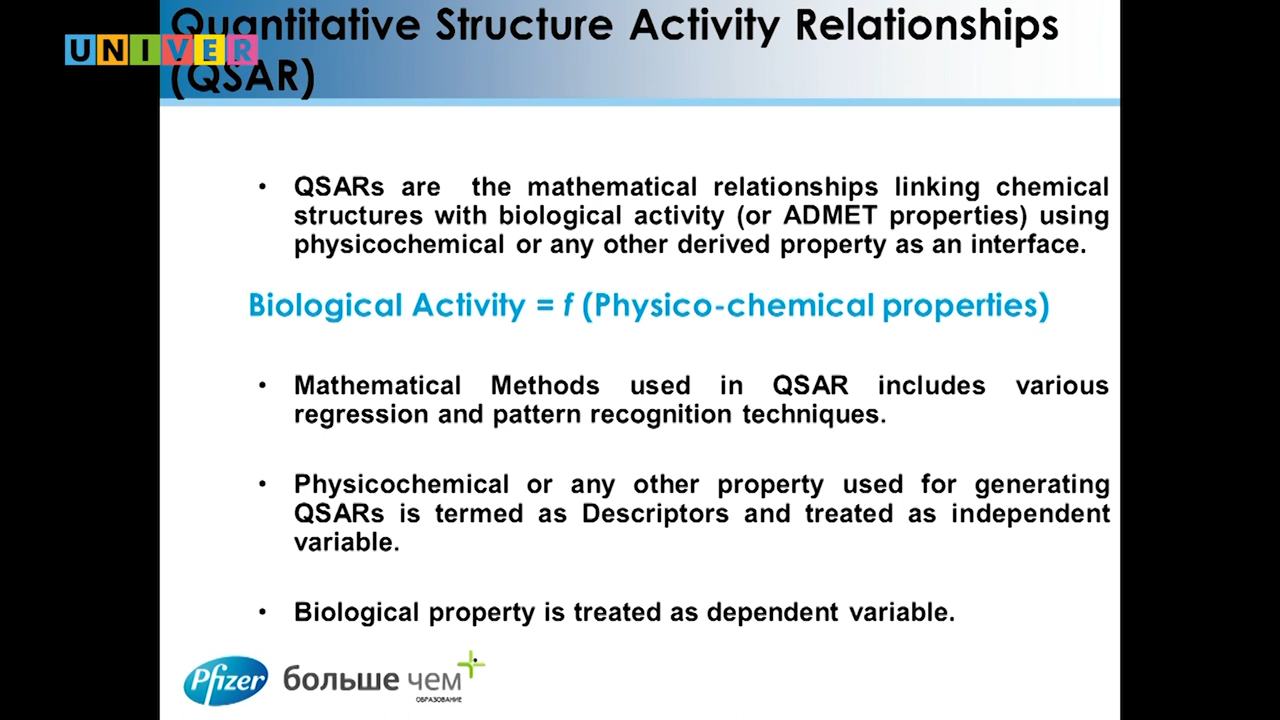 Quantitative Structure Activity Relationships
UNIVER
(QSAR)
• QSARs are the mathematical relationships linking chemical
structures with biological activity (or ADMET properties) using
physicochemical or any other derived property as an interface.
Biological Activity = f (Physico-chemical properties)
• Mathematical Methods used in QSAR includes various
regression and pattern recognition techniques.
• Physicochemical or any other property used for generating
QSARs is termed as Descriptors and treated as independent
variable.
• Biological property is treated as dependent variable.
Pfizer больше чем
ОБРАЗОВАНИЕ